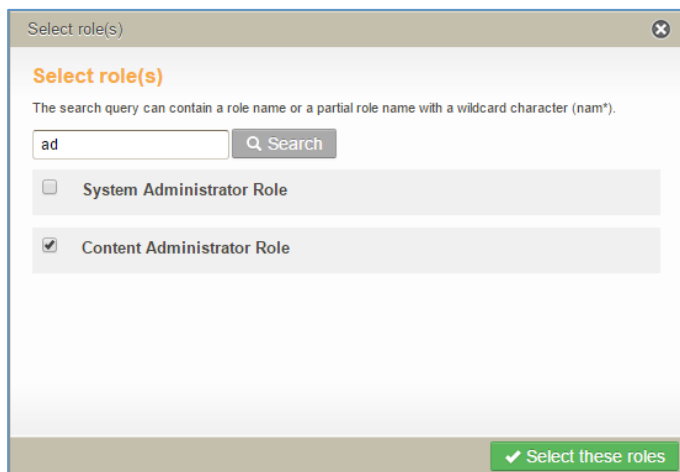 Select role(s)
Select role(s)
The search query can contain a role name or a partial role name with a wildcard character (nam*).
ad Search
System Administrator Role
Content Administrator Role
Select these roles